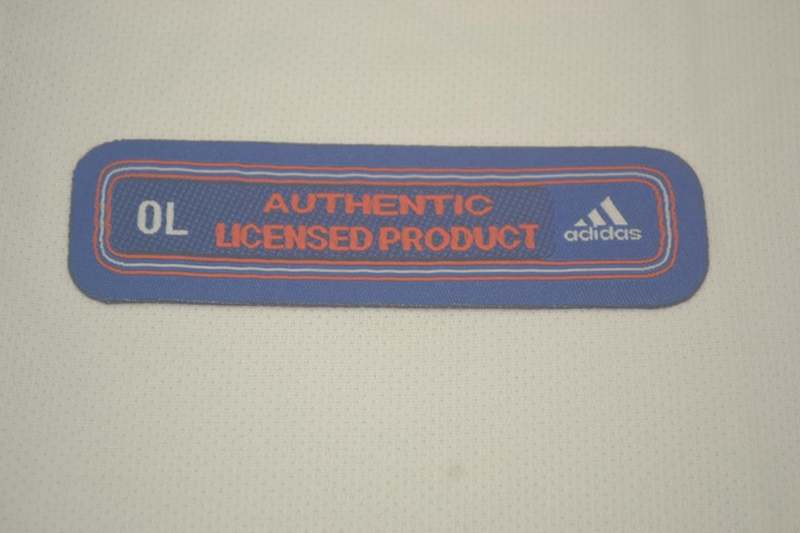 OL
AUTHENTIC
LICENSED PRODUCT
adidas